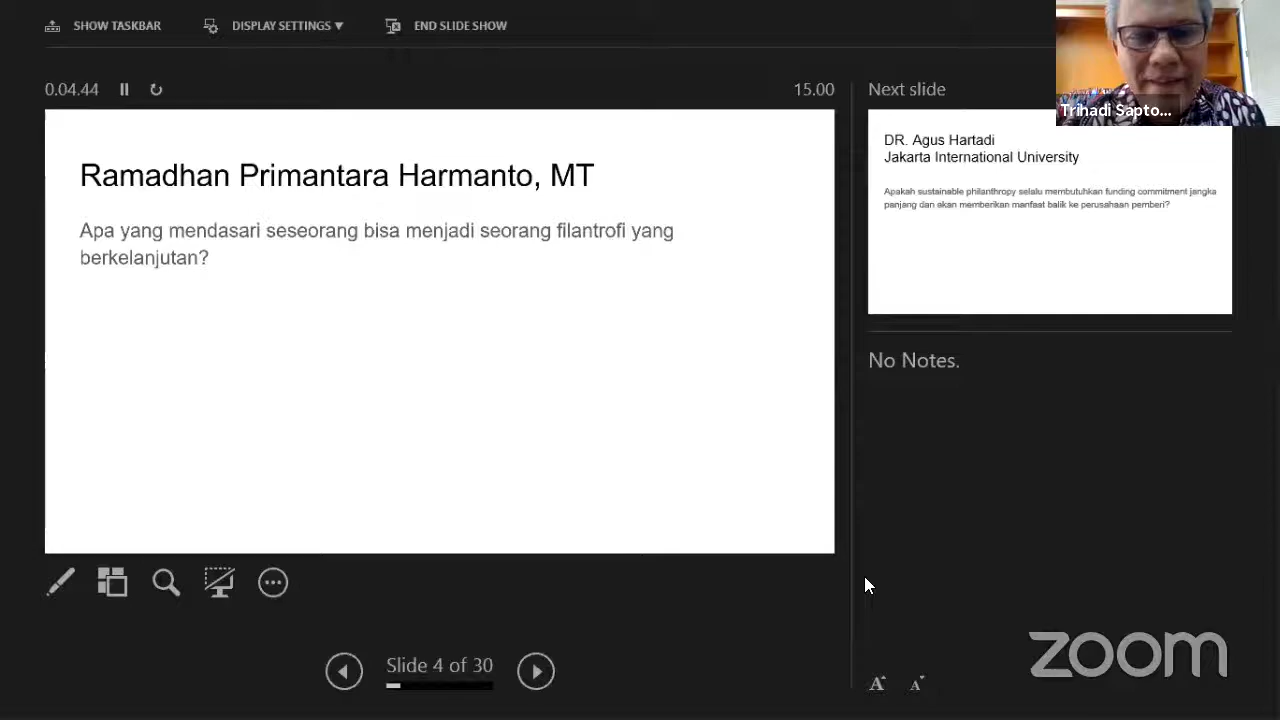 SHOW TASKBAR
DISPLAY SETTINGS
END SLIDE SHOW
0.04.44
15.00
Next slide
Trihadi Sapto...
Ramadhan Primantara Harmanto, MT
Apa yang mendasari seseorang bisa menjadi seorang filantrofi yang
berkelanjutan?
DR. Agus Hartadi
Jakarta International University
Apakah sustainable philanthropy selalu membutuhkan funding commitment jangka
panjang dan akan memberikan manfaat balik ke perusahaan pemberi?
No Notes.
Slide 4 of 30
A A
zoom